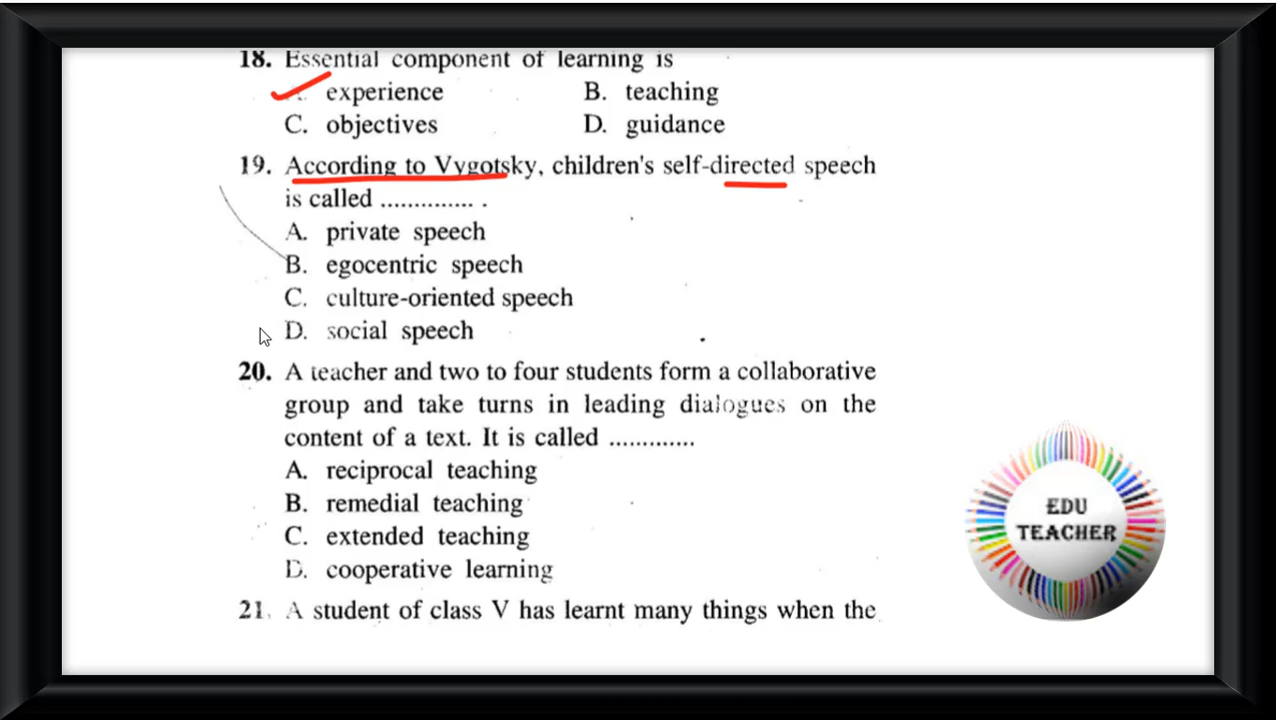 18. Essential component of learning is
experience B. teaching
C. objectives D. guidance
19. According to Vygotsky, children's self-directed speech
is called .............. .
A. private speech
B. egocentric speech
C. culture-oriented speech
D. social speech
20. A teacher and two to four students form a collaborative
group and take turns in leading dialogues on the
content of a text. It is called .............
A. reciprocal teaching
B. remedial teaching
C. extended teaching
D. cooperative learning
21. A student of class V has learnt many things when the
EDU
TEACHER